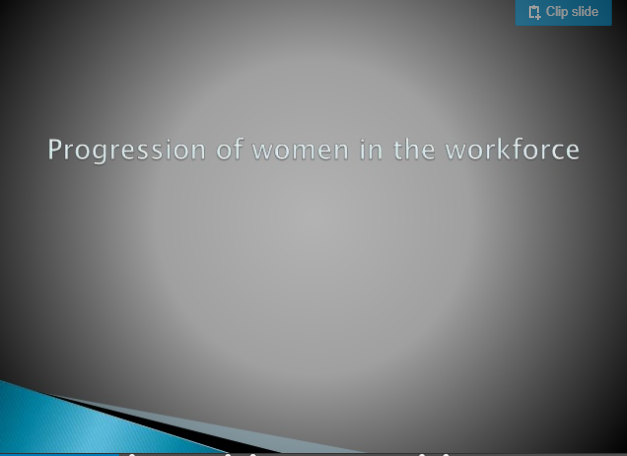 Clip slide
Progression of women in the workforce